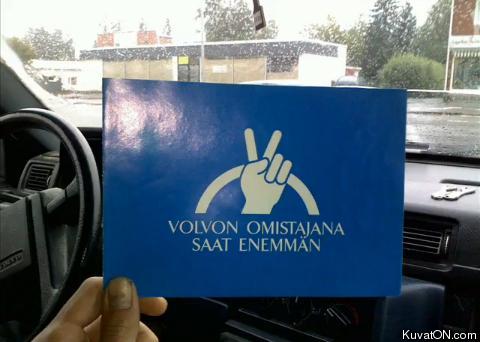 VOLVON OMISTAJANA
SAAT ENEMMÄN
KuvatON.com